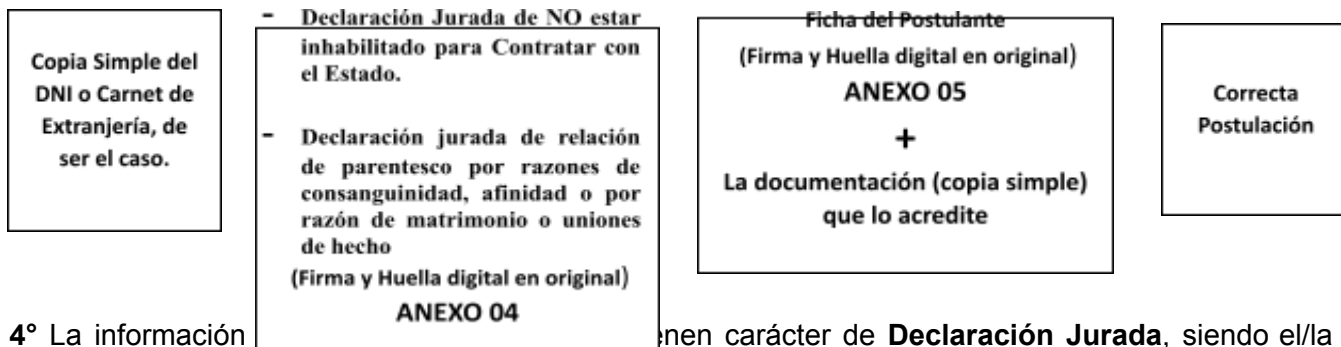 Copia Simple del
DNI o Carnet de
Extranjería, de
ser el caso.
- Declaración Jurada de NO estar
inhabilitado para Contratar con
el Estado.
- Declaración jurada de relación
de parentesco por razones de
consanguinidad, afinidad o por
razón de matrimonio o uniones
de hecho
(Firma y Huella digital en original)
ANEXO 04
Ficha del Postulante
(Firma y Huella digital en original)
ANEXO 05
+
La documentación (copia simple)
que lo acredite
Correcta
Postulación
4° La información carácter de Declaración Jurada, siendo el/la